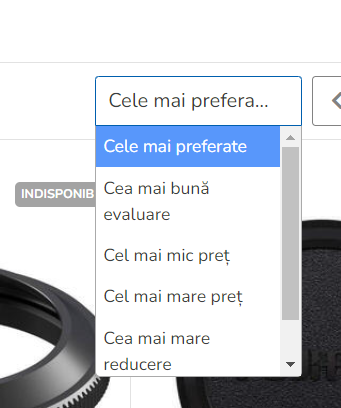 Cele mai prefera...
Cele mai preferate
INDISPONIB
Cea mai bună
evaluare
Cel mai mic preț
Cel mai mare preț
Cea mai mare
reducere